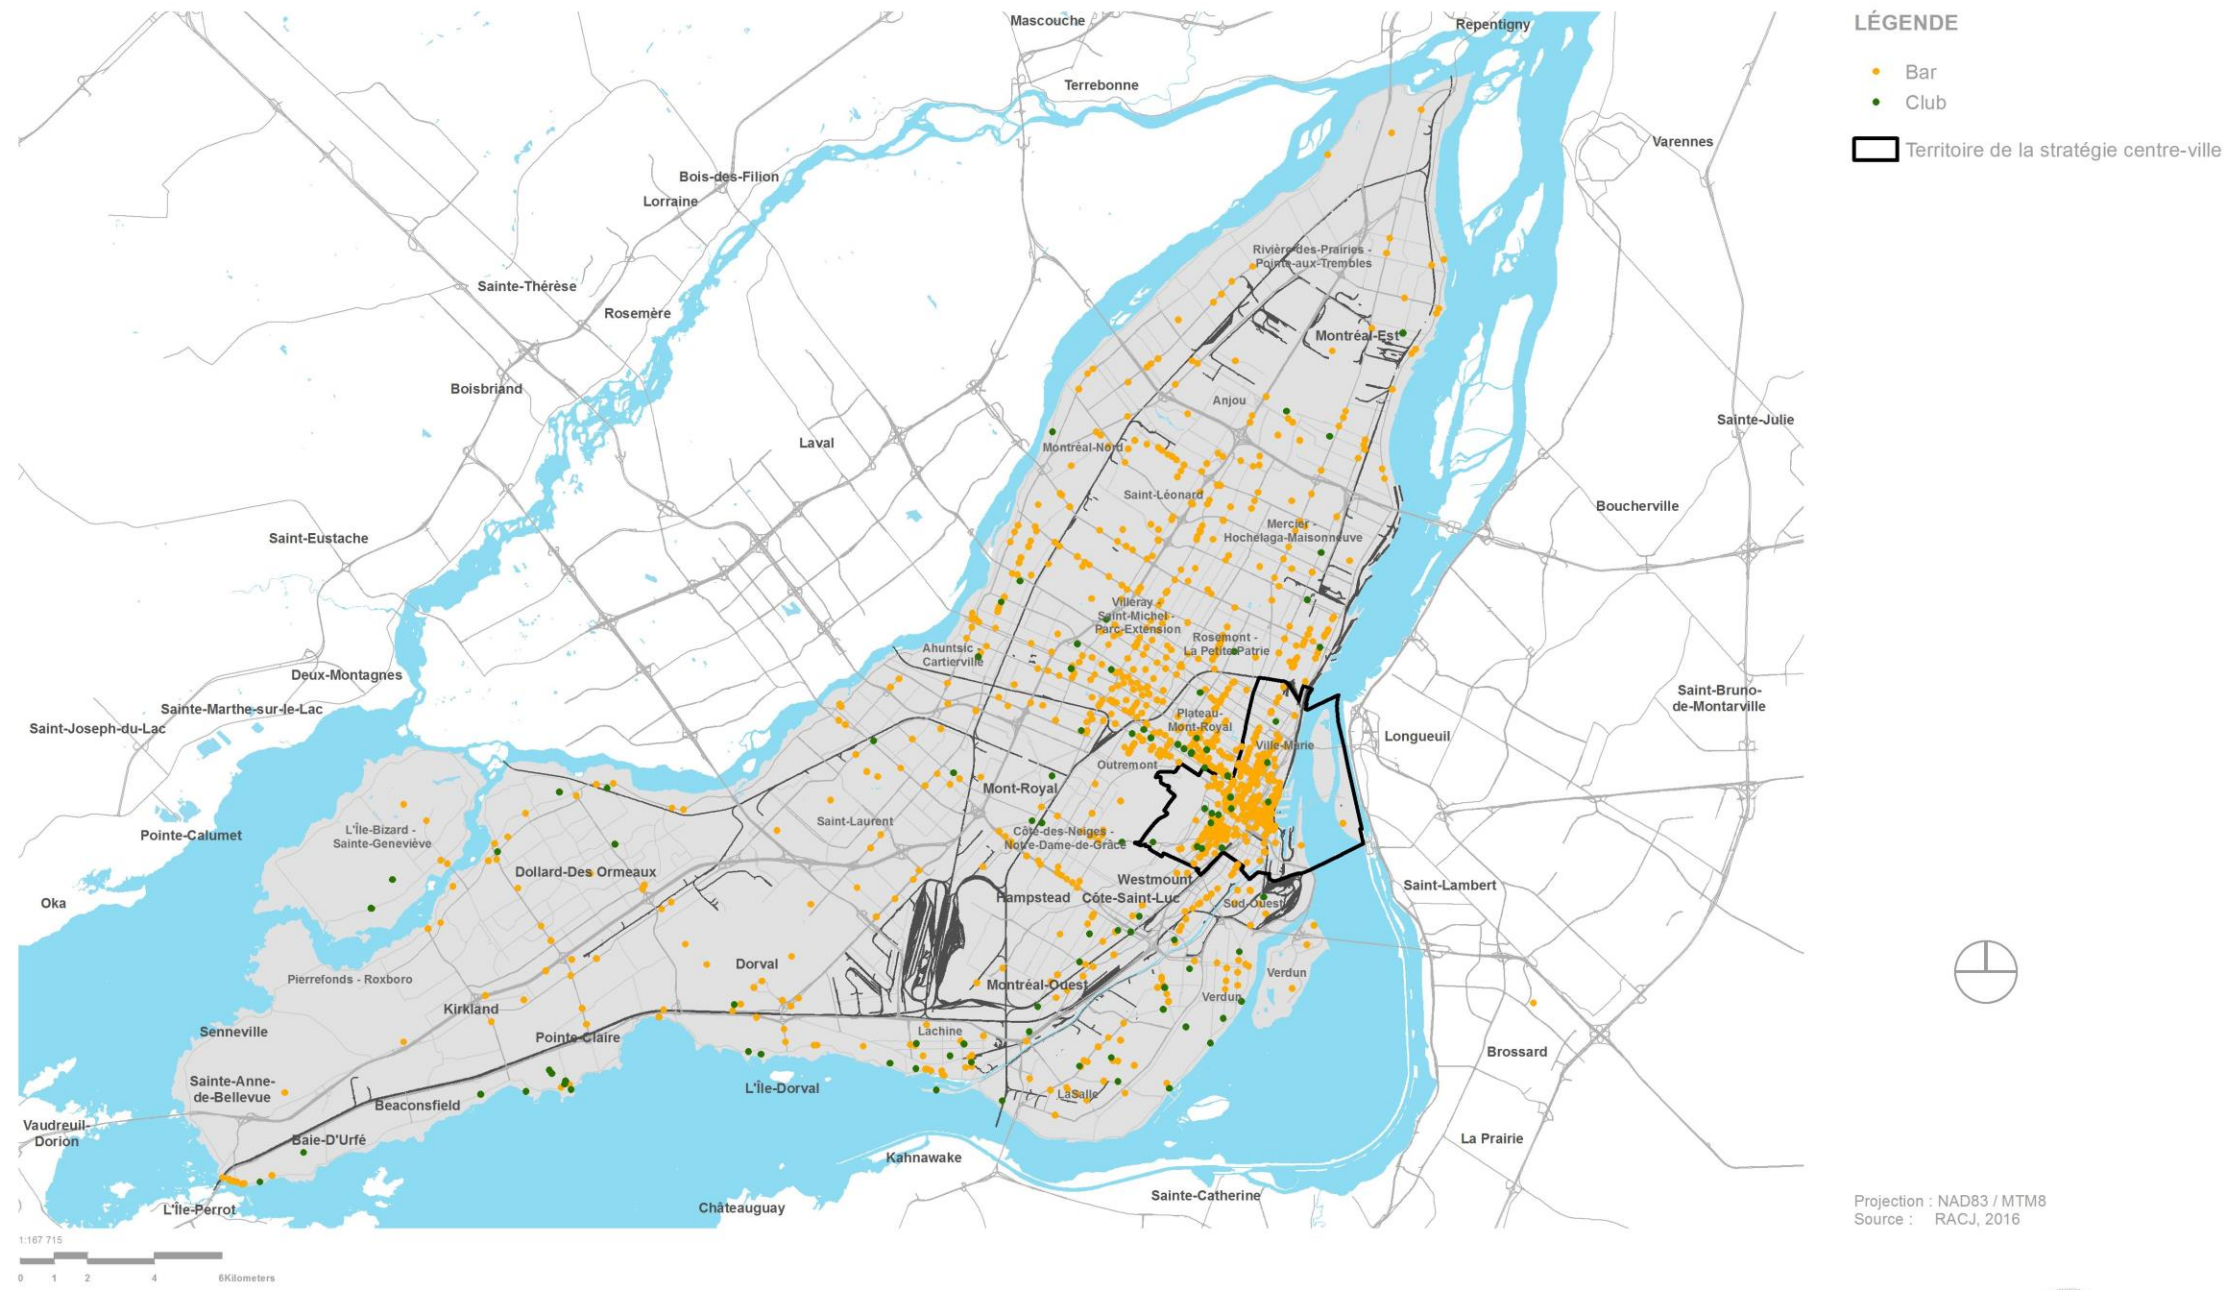 LÉGENDE
Bar
Club
Territoire de la stratégie centre-ville
Mascouche
Repentigny
Terrebonne
Varennes
Bois-des-Filion
Lorraine
Rivière-des-Prairies -
Pointe-aux-Trembles
Sainte-Thérèse
Rosemère
Montréal-Est
Boisbriand
Anjou
Sainte-Julie
Laval
Montréal-Nord
Saint-Léonard
Boucherville
Mercier -
Hochelaga-Maisonneuve
Saint-Eustache
Villeray -
Saint-Michel -
Parc-Extension
Rosemont -
La Petite-Patrie
Ahuntsic -
Cartierville
Deux-Montagnes
Saint-Bruno-
de-Montarville
Sainte-Marthe-sur-le-Lac
Saint-Joseph-du-Lac
Plateau-
Mont-Royal
Longueuil
Ville-Marie
Outremont
Mont-Royal
Saint-Laurent
Pointe-Calumet
L'Île-Bizard -
Sainte-Geneviève
Côte-des-Neiges -
Notre-Dame-de-Grâce
Dollard-Des Ormeaux
Westmount
Saint-Lambert
Hampstead
Côte-Saint-Luc
Sud-Ouest
Oka
Dorval
Verdun
Pierrefonds - Roxboro
Montréal-Ouest
Verdun
Kirkland
Senneville
Pointe-Claire
Lachine
Brossard
Sainte-Anne-
de-Bellevue
L'Île-Dorval
LaSalle
Beaconsfield
Vaudreuil-
Dorion
Baie-D'Urfé
La Prairie
Kahnawake
Sainte-Catherine
L'Île-Perrot
Châteauguay
Projection : NAD83 / MTM8
Source : RACJ, 2016
1:167 715
0 1 2 4 6Kilometers